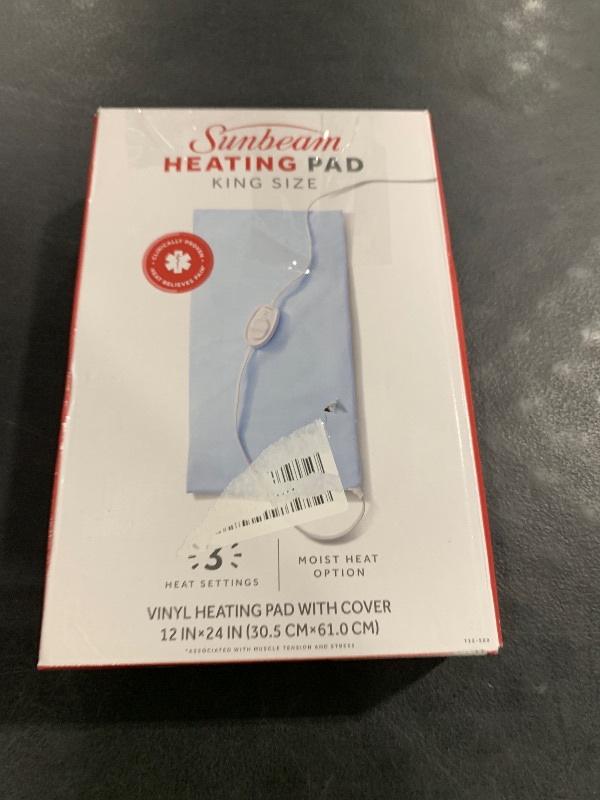 Sunbeam
HEATING PAD
KING SIZE
CLINICALLY PROVEN
HEAT RELIEVES PAIN*
3
HEAT SETTINGS
MOIST HEAT
OPTION
VINYL HEATING PAD WITH COVER
12 IN×24 IN (30.5 CM×61.0 CM)
*ASSOCIATED WITH MUSCLE TENSION AND STRESS